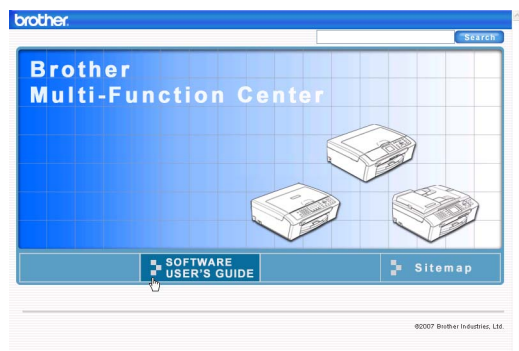 brother.
Search
Brother
Multi-Function Center
SOFTWARE
USER'S GUIDE
Sitemap
©2007 Brother Industries, Ltd.